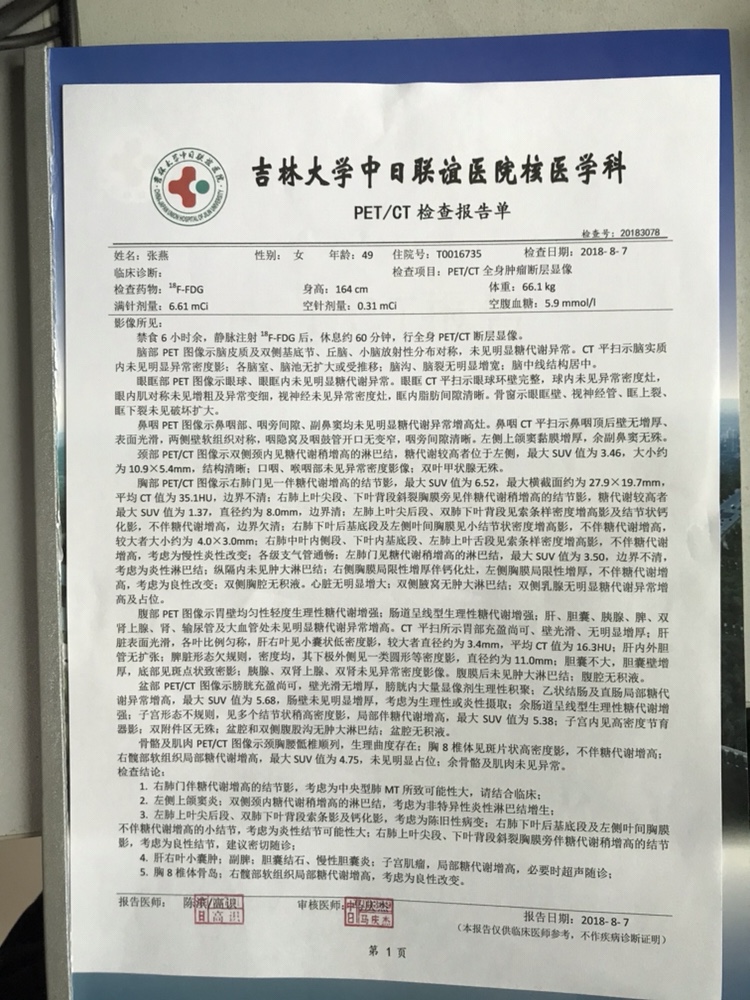 吉林大学中日联谊医院核医学科
PET/CT 检查报告单
检查号：20183078
姓名：张燕 性别： 女 年龄：49 住院号：T0016735 检查日期：2018-8-7
临床诊断： 检查项目：PET/CT 全身肿瘤断层显像
检查药物：¹⁸F-FDG 身高：164 cm 体重：66.1 kg
满针剂量：6.61 mCi 空针剂量：0.31 mCi 空腹血糖：5.9 mmol/l
影像所见：
禁食 6 小时余，静脉注射 ¹⁸F-FDG 后，休息约 60 分钟，行全身 PET/CT 断层显像。
脑部 PET 图像示脑皮质及双侧基底节、丘脑、小脑放射性分布对称，未见明显糖代谢异常。CT 平扫示脑实质
内未见明显异常密度影；各脑室、脑池无扩大或受推移；脑沟、脑裂无明显增宽；脑中线结构居中。
眼眶部 PET 图像示眼球、眼眶内未见明显糖代谢异常。眼眶 CT 平扫示眼球环壁完整，球内未见异常密度灶，
眼内肌对称未见增粗及异常变细，视神经未见异常密度灶，眶内脂肪间隙清晰。骨窗示眼眶壁、视神经管、眶上裂、
眶下裂未见破坏扩大。
鼻咽 PET 图像示鼻咽部、咽旁间隙、副鼻窦均未见明显糖代谢异常增高灶。鼻咽 CT 平扫示鼻咽顶后壁无增厚、
表面光滑，两侧壁软组织对称，咽隐窝及咽鼓管开口无变窄，咽旁间隙清晰。左侧上颌窦黏膜增厚，余副鼻窦无殊。
颈部 PET/CT 图像示双侧颈内见糖代谢稍增高的淋巴结，糖代谢较高者位于左侧，最大 SUV 值为 3.46，大小约
为 10.9×5.4mm，结构清晰；口咽、喉咽部未见异常密度影像；双叶甲状腺无殊。
胸部 PET/CT 图像示右肺门见一伴糖代谢增高的结节影，最大 SUV 值为 6.52，最大横截面约为 27.9×19.7mm，
平均 CT 值为 35.1HU，边界不清；右肺上叶尖段、下叶背段斜裂胸膜旁见伴糖代谢稍增高的结节影，糖代谢较高者
最大 SUV 值为 1.37，直径约为 8.0mm，边界清；左肺上叶尖后段、双肺下叶背段见索条样密度增高影及结节状钙
化影，不伴糖代谢增高，边界欠清；右肺下叶后基底段及左侧叶间胸膜见小结节状密度增高影，不伴糖代谢增高，
较大者大小约为 4.0×3.0mm；右肺中叶内侧段、下叶内基底段、左肺上叶舌段见索条样密度增高影，不伴糖代谢
增高，考虑为慢性炎性改变；各级支气管通畅；左肺门见糖代谢稍增高的淋巴结，最大 SUV 值为 3.50，边界不清，
考虑为炎性淋巴结；纵隔内未见肿大淋巴结；右侧胸膜局限性增厚伴钙化灶，左侧胸膜局限性增厚，不伴糖代谢增
高，考虑为良性改变；双侧胸腔无积液。心脏无明显增大；双侧腋窝无肿大淋巴结；双侧乳腺无明显糖代谢异常增
高及占位。
腹部 PET 图像示胃壁均匀性轻度生理性糖代谢增强；肠道呈线型生理性糖代谢增强；肝、胆囊、胰腺、脾、双
肾上腺、肾、输尿管及大血管处未见明显糖代谢异常增高。CT 平扫所示胃部充盈尚可、壁光滑、无明显增厚；肝
脏表面光滑，各叶比例匀称，肝右叶见小囊状低密度影，较大者直径约为 3.4mm，平均 CT 值为 16.3HU；肝内外胆
管无扩张；脾脏形态欠规则，密度均，其下极外侧见一类圆形等密度影，直径约为 11.0mm；胆囊不大，胆囊壁增
厚，底部见斑点状致密影；胰腺、双肾上腺、双肾未见异常密度影像。腹膜后未见肿大淋巴结；腹腔无积液。
盆部 PET/CT 图像示膀胱充盈尚可，壁光滑无增厚，膀胱内大量显像剂生理性积聚；乙状结肠及直肠局部糖代
谢异常增高，最大 SUV 值为 5.68，肠壁未见明显增厚，考虑为生理性或炎性摄取；余肠道呈线型生理性糖代谢增
强；子宫形态不规则，见多个结节状稍高密度影，局部伴糖代谢增高，最大 SUV 值为 5.38；子宫内见高密度节育
器影；双附件区无殊；盆腔和双侧腹股沟无肿大淋巴结；盆腔无积液。
骨骼及肌肉 PET/CT 图像示颈胸腰骶椎顺列，生理曲度存在；胸 8 椎体见斑片状高密度影，不伴糖代谢增高；
右髋部软组织局部糖代谢增高，最大 SUV 值为 4.75，未见明显占位；余骨骼及肌肉未见异常。
检查结论：
1. 右肺门伴糖代谢增高的结节影，考虑为中央型肺 MT 所致可能性大，请结合临床；
2. 左侧上颌窦炎；双侧颈内糖代谢稍增高的淋巴结，考虑为非特异性炎性淋巴结增生；
3. 左肺上叶尖后段、双肺下叶背段索条影及钙化影，考虑为陈旧性病变；右肺下叶后基底段及左侧叶间胸膜
不伴糖代谢增高的小结节，考虑为炎性结节可能性大；右肺上叶尖段、下叶背段斜裂胸膜旁伴糖代谢稍增高的结节
影，考虑为良性结节，建议密切随诊；
4. 肝右叶小囊肿；副脾；胆囊结石、慢性胆囊炎；子宫肌瘤，局部糖代谢增高，必要时超声随诊；
5. 胸 8 椎体骨岛；右髋部软组织局部糖代谢增高，考虑为良性改变。
报告医师： 陈滨/高识 审核医师： 报告日期：2018-8-7
马庆杰
（本报告仅供临床医师参考，不作疾病诊断证明）
第 1 页